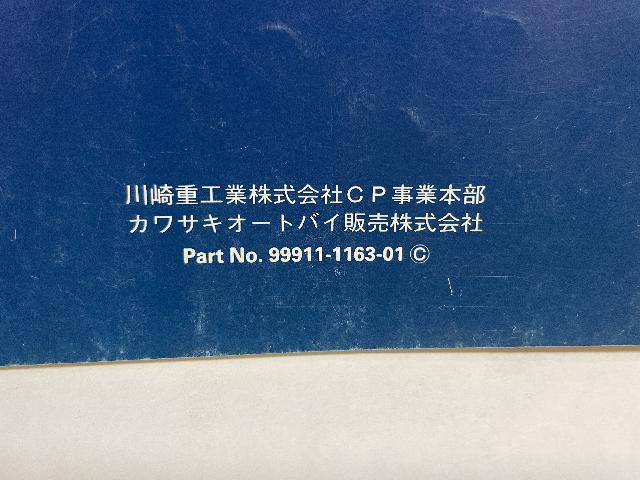 川崎重工業株式会社ＣＰ事業本部
カワサキオートバイ販売株式会社
Part No. 99911-1163-01 Ⓒ